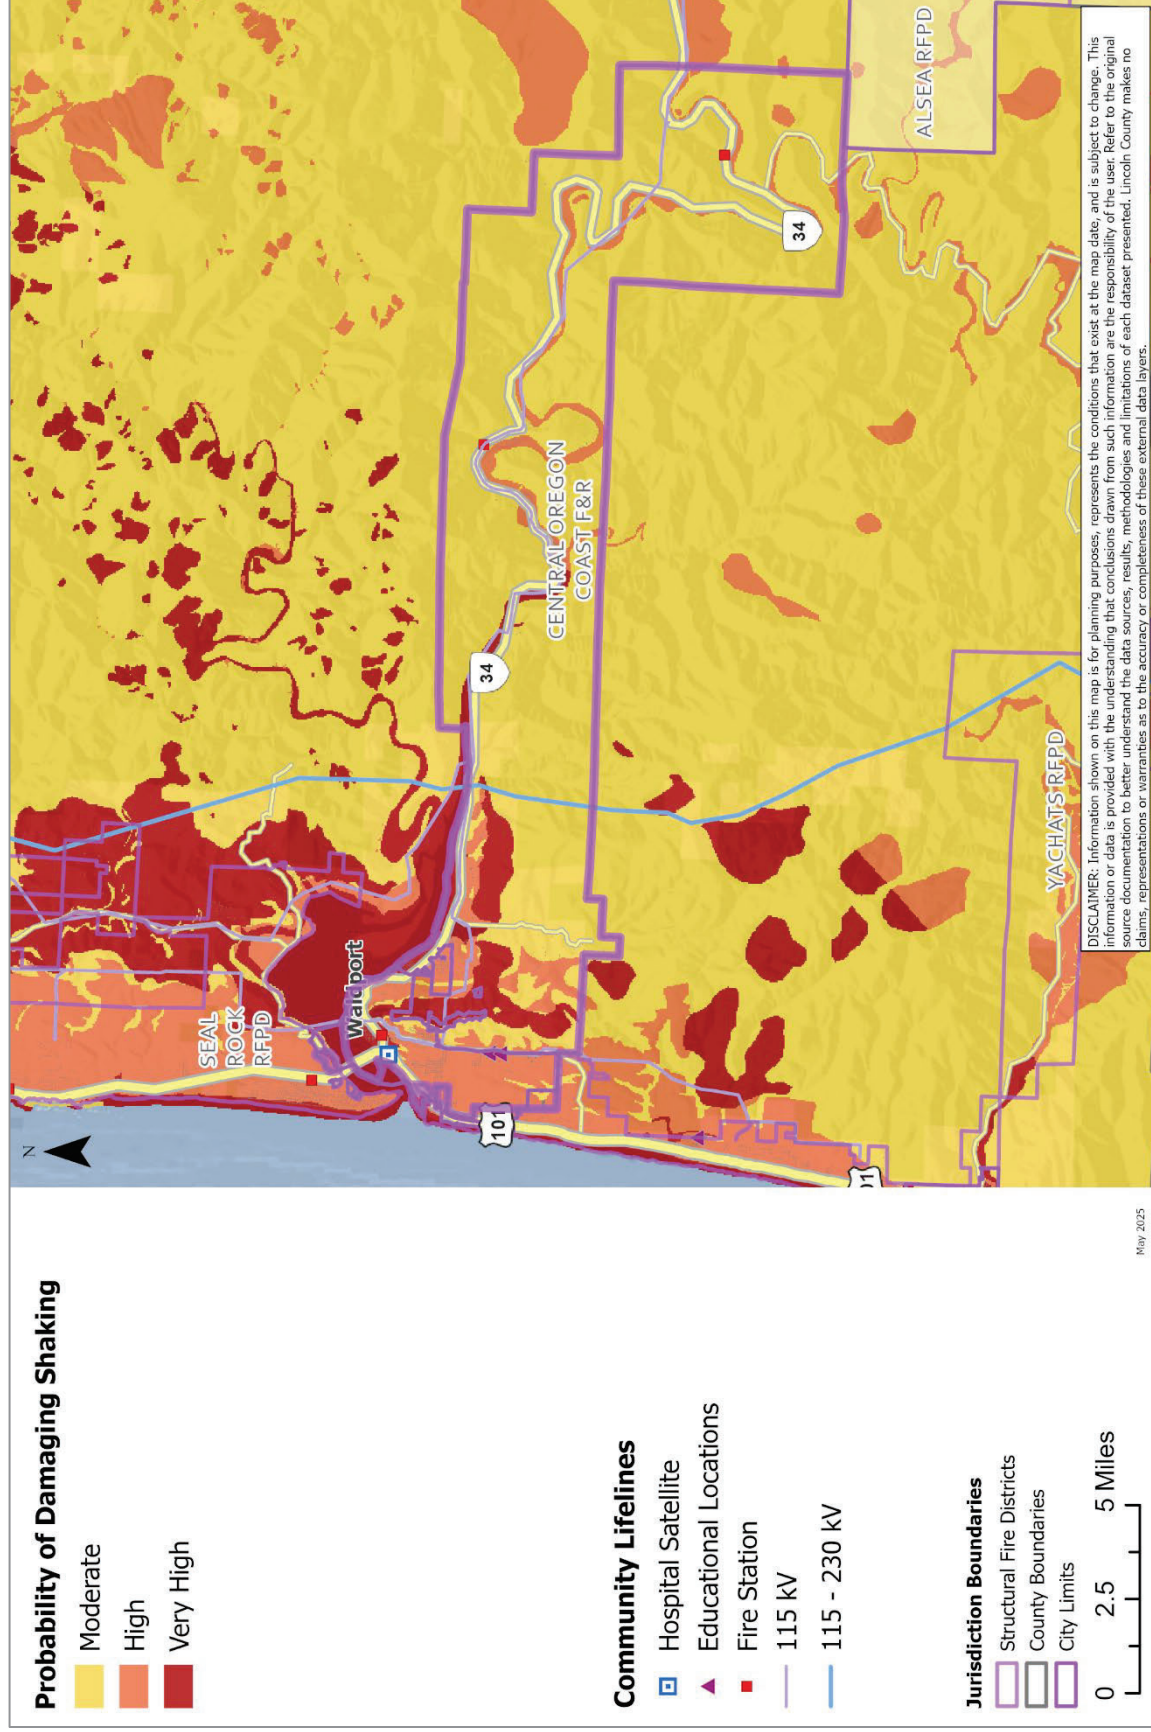 Probability of Damaging Shaking
Moderate
High
Very High
Community Lifelines
Hospital Satellite
Educational Locations
Fire Station
115 kV
115 - 230 kV
Jurisdiction Boundaries
Structural Fire Districts
County Boundaries
City Limits
0 2.5 5 Miles
May 2025
N
SEAL
ROCK
RFPD
Waldport
101
01
34
CENTRAL OREGON
COAST F&R
34
YACHATS RFPD
ALSEA RFPD
DISCLAIMER: Information shown on this map is for planning purposes, represents the conditions that exist at the map date, and is subject to change. This
information or data is provided with the understanding that conclusions drawn from such information are the responsibility of the user. Refer to the original
source documentation to better understand the data sources, results, methodologies and limitations of each dataset presented. Lincoln County makes no
claims, representations or warranties as to the accuracy or completeness of these external data layers.